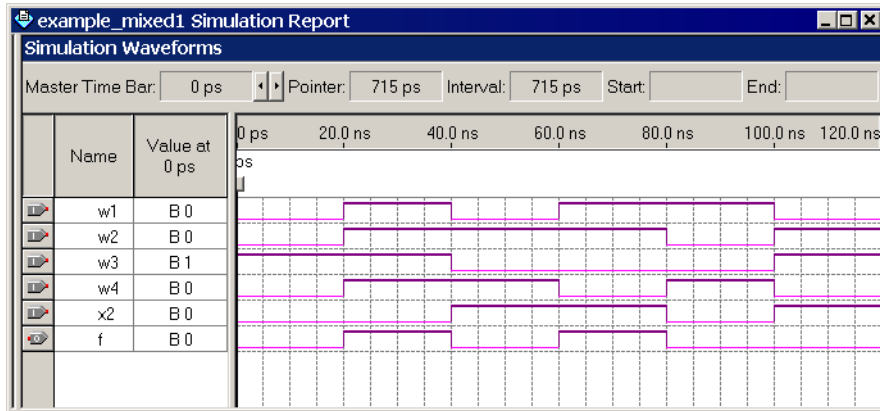 example_mixed1 Simulation Report
Simulation Waveforms
Master Time Bar: 0 ps Pointer: 715 ps Interval: 715 ps Start: End:
Name Value at 0 ps
0 ps 20.0 ns 40.0 ns 60.0 ns 80.0 ns 100.0 ns 120.0 ns
ps
w1 B 0
w2 B 0
w3 B 1
w4 B 0
x2 B 0
f B 0